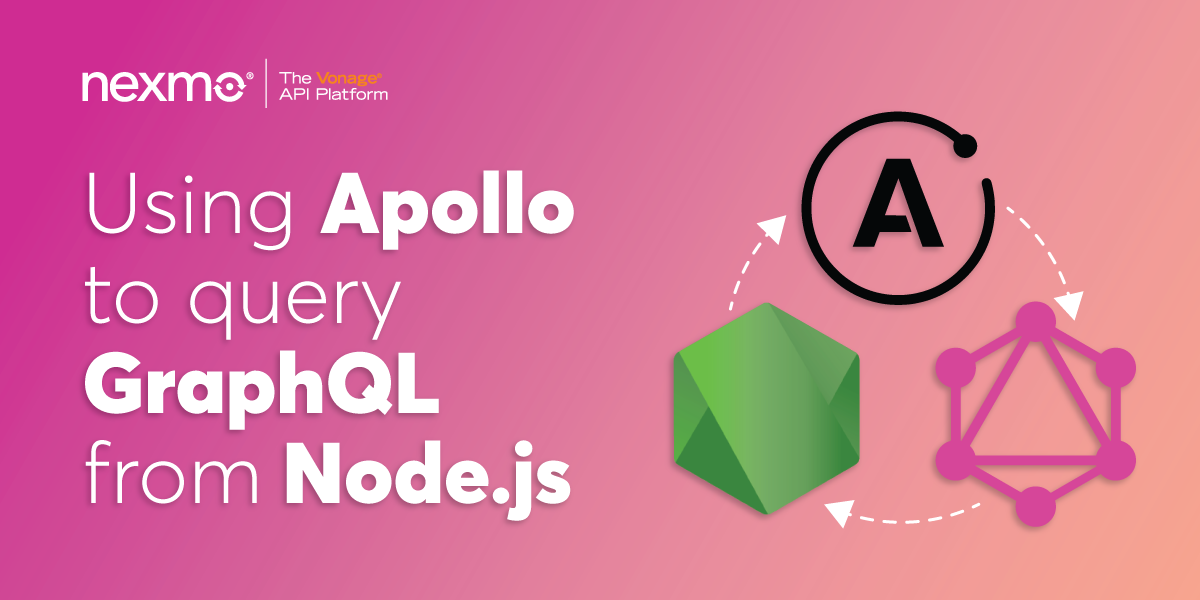 nexmo®
The Vonage®
API Platform
Using Apollo
to query
GraphQL
from Node.js
A